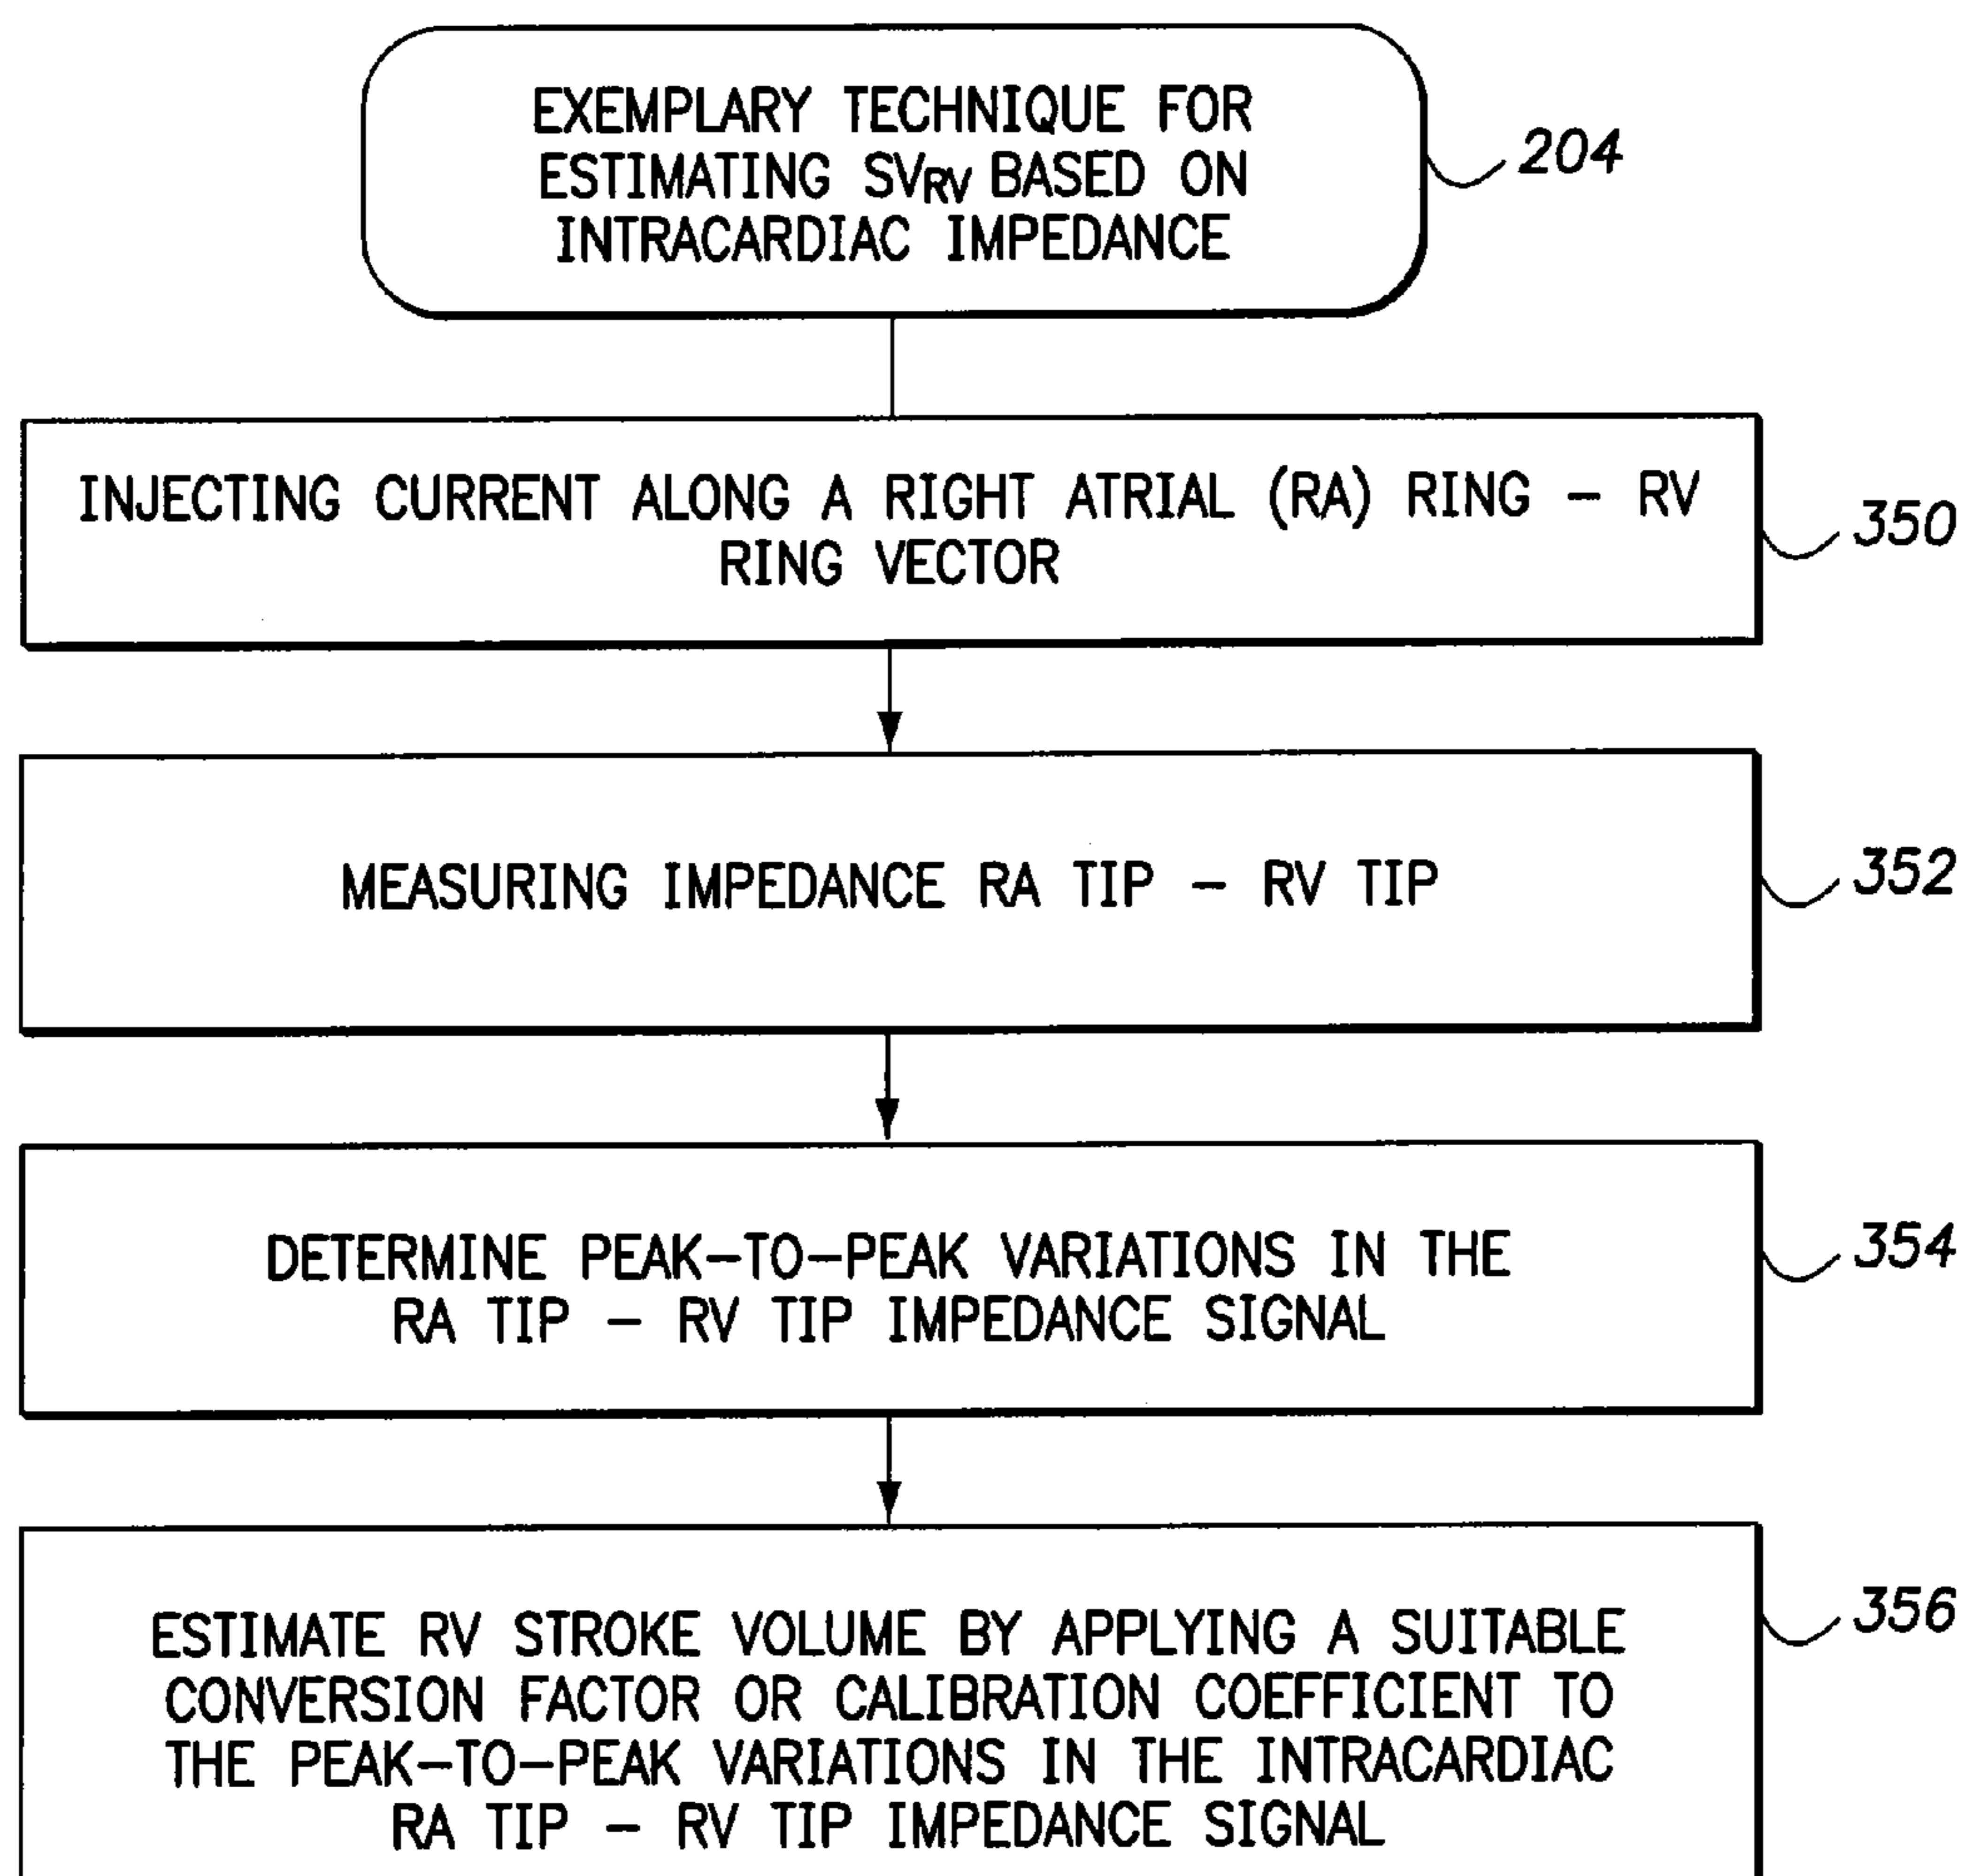 EXEMPLARY TECHNIQUE FOR
ESTIMATING SVRV BASED ON
INTRACARDIAC IMPEDANCE
204
INJECTING CURRENT ALONG A RIGHT ATRIAL (RA) RING – RV
RING VECTOR
350
MEASURING IMPEDANCE RA TIP – RV TIP
352
DETERMINE PEAK–TO–PEAK VARIATIONS IN THE
RA TIP – RV TIP IMPEDANCE SIGNAL
354
ESTIMATE RV STROKE VOLUME BY APPLYING A SUITABLE
CONVERSION FACTOR OR CALIBRATION COEFFICIENT TO
THE PEAK–TO–PEAK VARIATIONS IN THE INTRACARDIAC
RA TIP – RV TIP IMPEDANCE SIGNAL
356